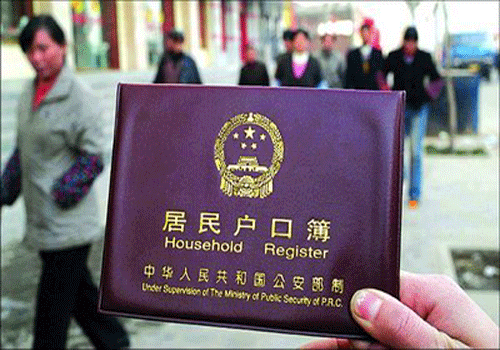 居民户口簿
Household Register
中华人民共和国公安部制
Under Supervision of The Ministry of Public Security of P.R.C.